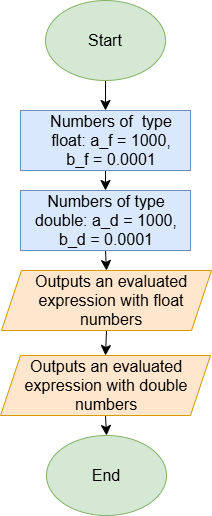 Start
Numbers of type
float: a_f = 1000,
b_f = 0.0001
Numbers of type
double: a_d = 1000,
b_d = 0.0001
Outputs an evaluated
expression with float
numbers
Outputs an evaluated
expression with double
numbers
End